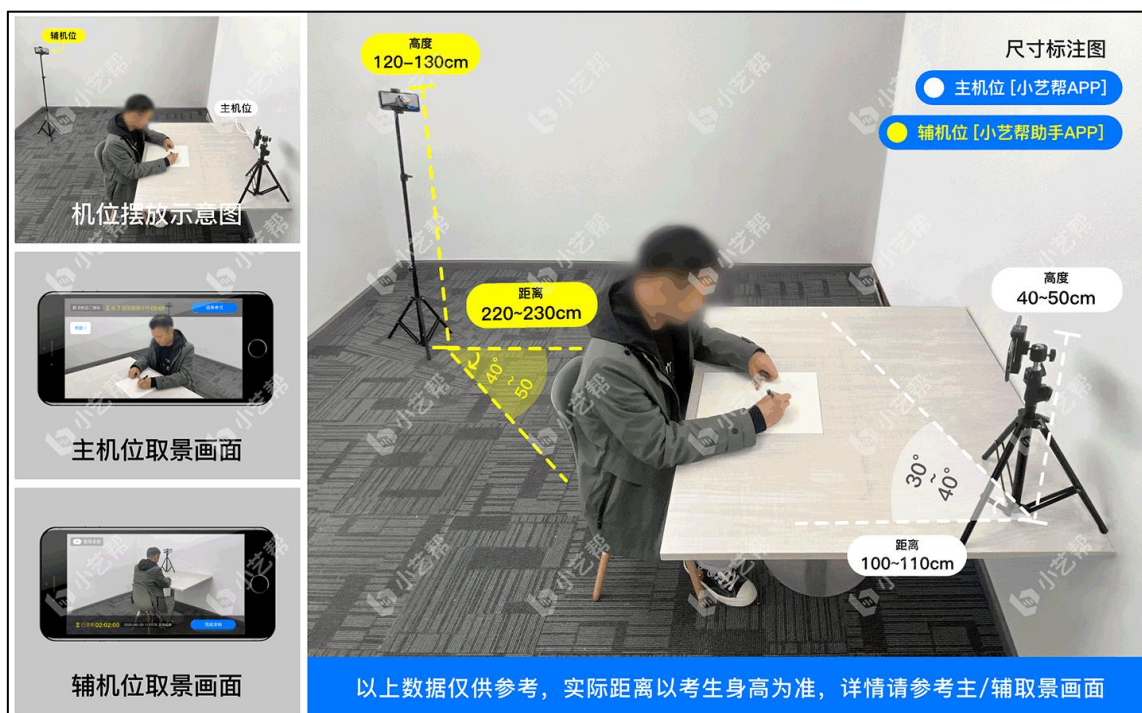 辅机位
主机位
机位摆放示意图
主机位取景画面
辅机位取景画面
高度
120-130cm
尺寸标注图
主机位 [小艺帮APP]
辅机位 [小艺帮助手APP]
距离
220~230cm
40°
~
50
高度
40~50cm
30°
~
40°
距离
100~110cm
以上数据仅供参考，实际距离以考生身高为准，详情请参考主/辅取景画面
小艺帮